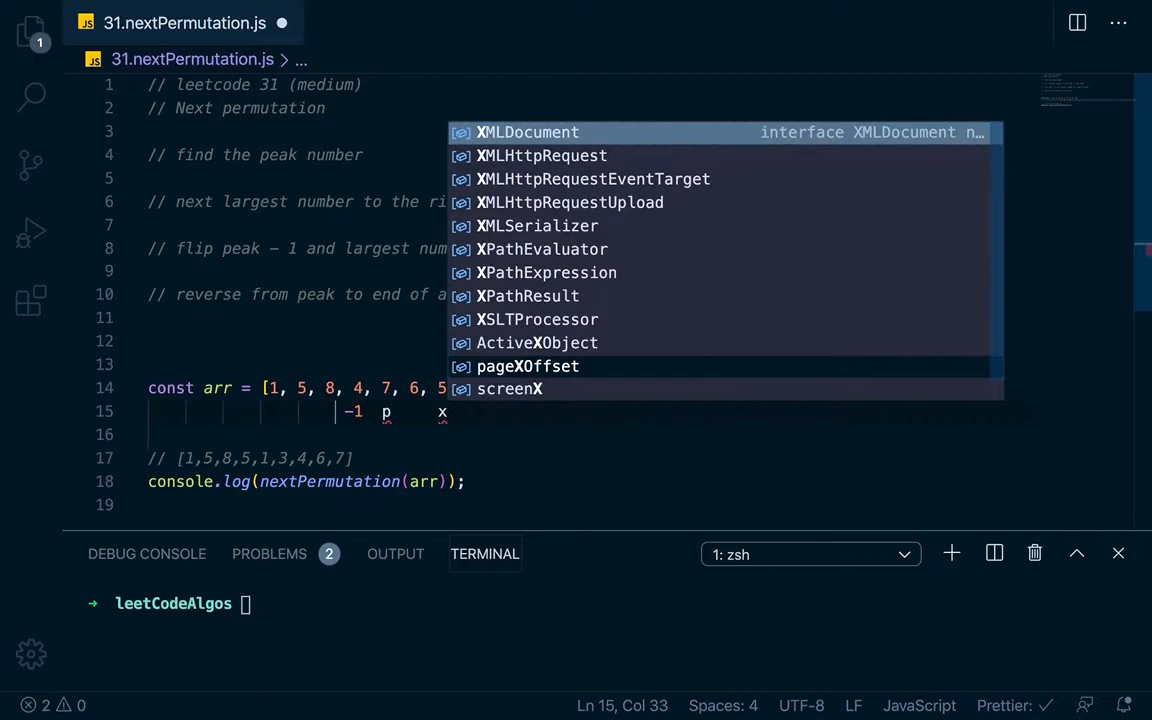 1
JS 31.nextPermutation.js
JS 31.nextPermutation.js > ...
1 // leetcode 31 (medium)
2 // Next permutation
3
4 // find the peak number
5
6 // next largest number to the ri
7
8 // flip peak - 1 and largest num
9
10 // reverse from peak to end of a
11
12
13
14 const arr = [1, 5, 8, 4, 7, 6, 5
15 -1 p x
16
17 // [1,5,8,5,1,3,4,6,7]
18 console.log(nextPermutation(arr));
19
XMLDocument interface XMLDocument n…
XMLHttpRequest
XMLHttpRequestEventTarget
XMLHttpRequestUpload
XMLSerializer
XPathEvaluator
XPathExpression
XPathResult
XSLTProcessor
ActiveXObject
pageXOffset
screenX
DEBUG CONSOLE PROBLEMS 2 OUTPUT TERMINAL 1: zsh
→ leetCodeAlgos
2 0 Ln 15, Col 33 Spaces: 4 UTF-8 LF JavaScript Prettier: ✓